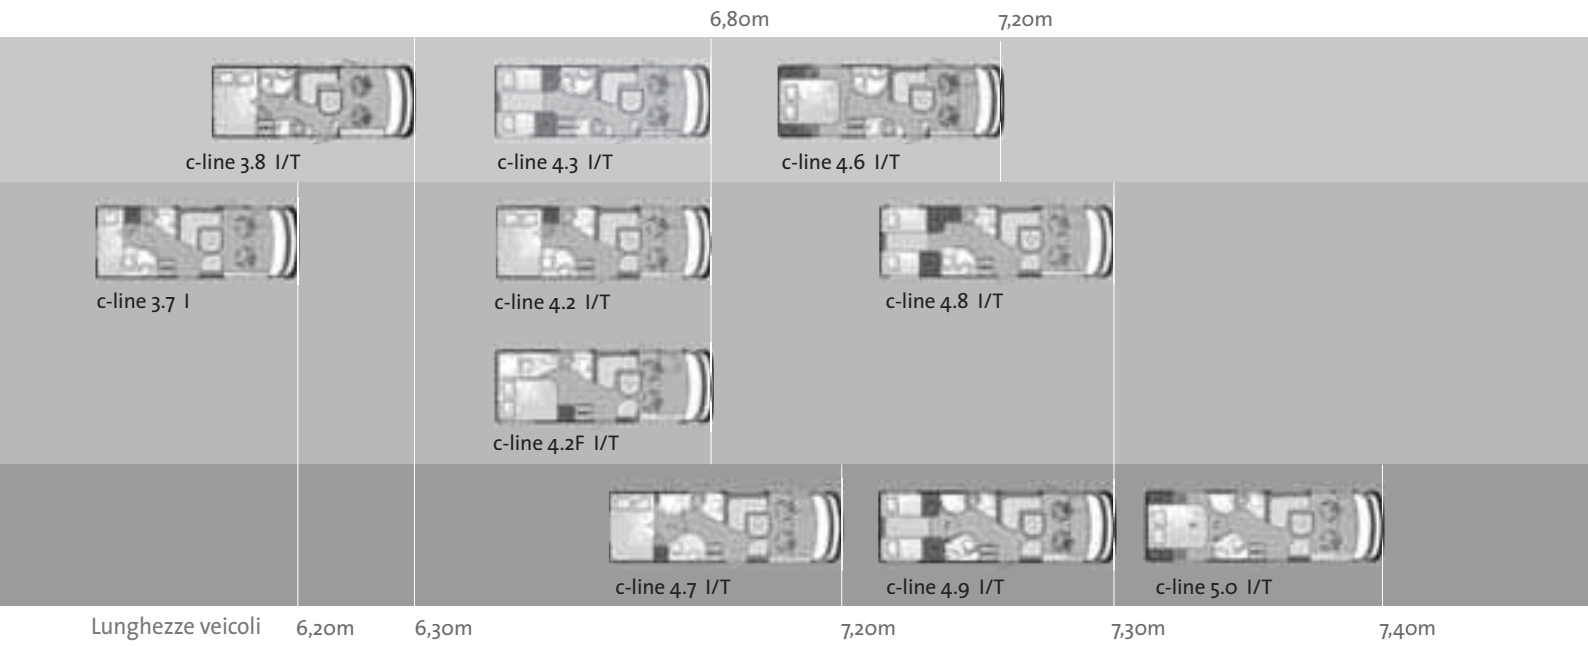 6,80m 7,20m
c-line 3.8 I/T c-line 4.3 I/T c-line 4.6 I/T
c-line 3.7 I c-line 4.2 I/T c-line 4.8 I/T
c-line 4.2F I/T
c-line 4.7 I/T c-line 4.9 I/T c-line 5.0 I/T
Lunghezze veicoli 6,20m 6,30m 7,20m 7,30m 7,40m